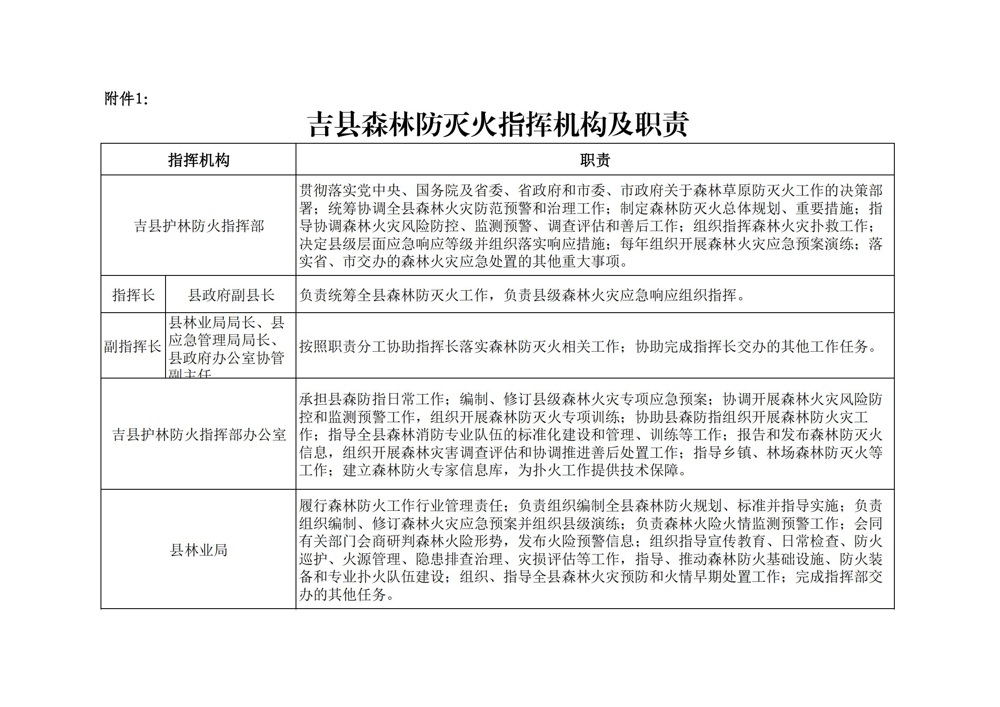 附件1：
吉县森林防灭火指挥机构及职责
指挥机构
职责
吉县护林防火指挥部
贯彻落实党中央、国务院及省委、省政府和市委、市政府关于森林草原防灭火工作的决策部
署；统筹协调全县森林火灾防范预警和治理工作；制定森林防灭火总体规划、重要措施；指
导协调森林火灾风险防控、监测预警、调查评估和善后工作；组织指挥森林火灾扑救工作；
决定县级层面应急响应等级并组织落实响应措施；每年组织开展森林火灾应急预案演练；落
实省、市交办的森林火灾应急处置的其他重大事项。
指挥长
县政府副县长
负责统筹全县森林防灭火工作，负责县级森林火灾应急响应组织指挥。
副指挥长
县林业局局长、县
应急管理局局长、
县政府办公室协管
副主任
按照职责分工协助指挥长落实森林防灭火相关工作；协助完成指挥长交办的其他工作任务。
吉县护林防火指挥部办公室
承担县森防指日常工作；编制、修订县级森林火灾专项应急预案；协调开展森林火灾风险防
控和监测预警工作，组织开展森林防灭火专项训练；协助县森防指组织开展森林防火灾工
作；指导全县森林消防专业队伍的标准化建设和管理、训练等工作；报告和发布森林防灭火
信息，组织开展森林灾害调查评估和协调推进善后处置工作；指导乡镇、林场森林防灭火等
工作；建立森林防火专家信息库，为扑火工作提供技术保障。
县林业局
履行森林防火工作行业管理责任；负责组织编制全县森林防火规划、标准并指导实施；负责
组织编制、修订森林火灾应急预案并组织县级演练；负责森林火险火情监测预警工作；会同
有关部门会商研判森林火险形势，发布火险预警信息；组织指导宣传教育、日常检查、防火
巡护、火源管理、隐患排查治理、灾损评估等工作，指导、推动森林防火基础设施、防火装
备和专业扑火队伍建设；组织、指导全县森林火灾预防和火情早期处置工作；完成指挥部交
办的其他任务。